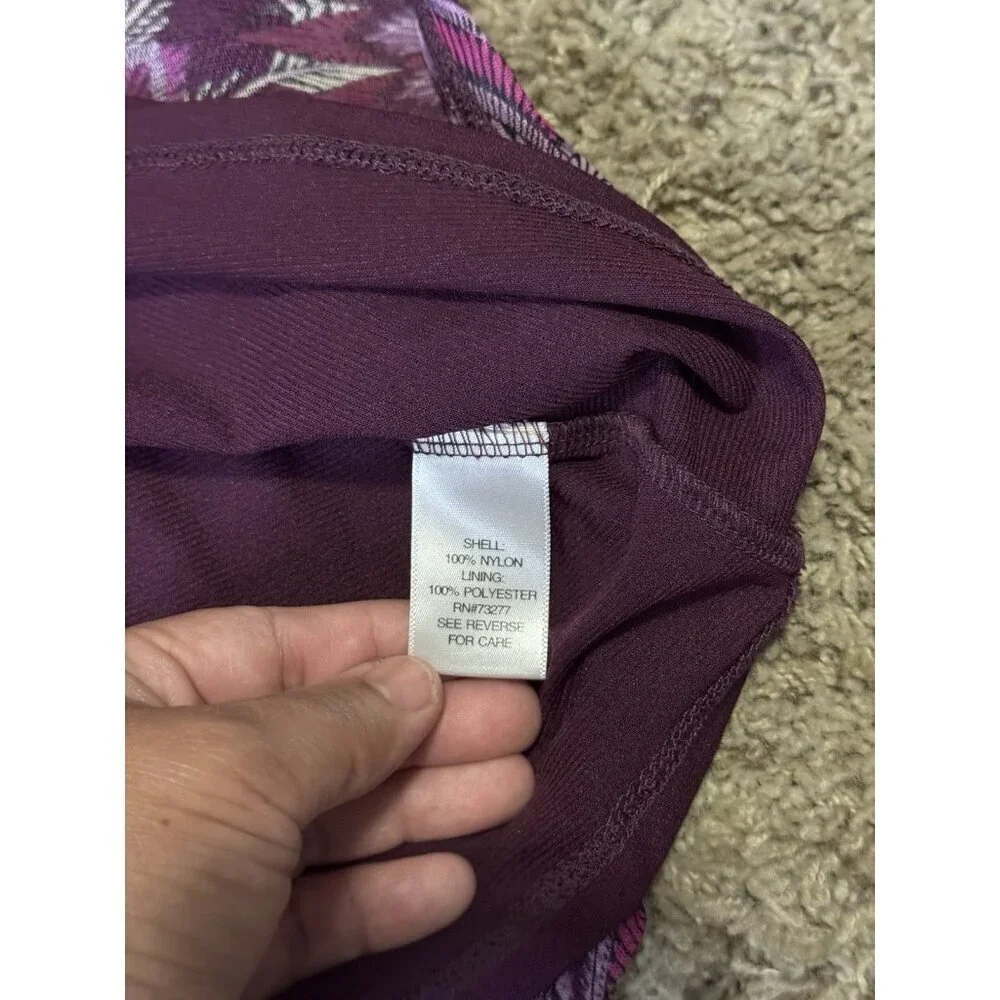 SHELL:
100% NYLON
LINING:
100% POLYESTER
RN#73277
SEE REVERSE
FOR CARE